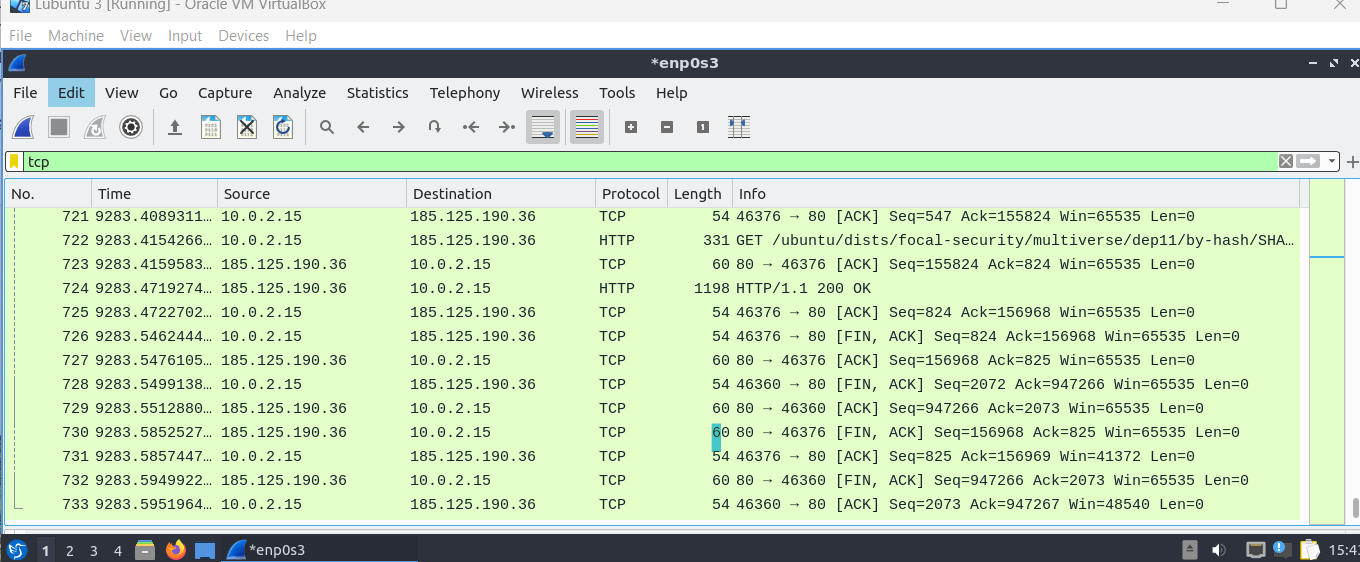 Lubuntu 3 [Running] - Oracle VM VirtualBox
File Machine View Input Devices Help
*enp0s3
File Edit View Go Capture Analyze Statistics Telephony Wireless Tools Help
tcp
No. Time Source Destination Protocol Length Info
721 9283.4089311… 10.0.2.15 185.125.190.36 TCP 54 46376 → 80 [ACK] Seq=547 Ack=155824 Win=65535 Len=0
722 9283.4154266… 10.0.2.15 185.125.190.36 HTTP 331 GET /ubuntu/dists/focal-security/multiverse/dep11/by-hash/SHA…
723 9283.4159583… 185.125.190.36 10.0.2.15 TCP 60 80 → 46376 [ACK] Seq=155824 Ack=824 Win=65535 Len=0
724 9283.4719274… 185.125.190.36 10.0.2.15 HTTP 1198 HTTP/1.1 200 OK
725 9283.4722702… 10.0.2.15 185.125.190.36 TCP 54 46376 → 80 [ACK] Seq=824 Ack=156968 Win=65535 Len=0
726 9283.5462444… 10.0.2.15 185.125.190.36 TCP 54 46376 → 80 [FIN, ACK] Seq=824 Ack=156968 Win=65535 Len=0
727 9283.5476105… 185.125.190.36 10.0.2.15 TCP 60 80 → 46376 [ACK] Seq=156968 Ack=825 Win=65535 Len=0
728 9283.5499138… 10.0.2.15 185.125.190.36 TCP 54 46360 → 80 [FIN, ACK] Seq=2072 Ack=947266 Win=65535 Len=0
729 9283.5512880… 185.125.190.36 10.0.2.15 TCP 60 80 → 46360 [ACK] Seq=947266 Ack=2073 Win=65535 Len=0
730 9283.5852527… 185.125.190.36 10.0.2.15 TCP 60 80 → 46376 [FIN, ACK] Seq=156968 Ack=825 Win=65535 Len=0
731 9283.5857447… 10.0.2.15 185.125.190.36 TCP 54 46376 → 80 [ACK] Seq=825 Ack=156969 Win=41372 Len=0
732 9283.5949922… 185.125.190.36 10.0.2.15 TCP 60 80 → 46360 [FIN, ACK] Seq=947266 Ack=2073 Win=65535 Len=0
733 9283.5951964… 10.0.2.15 185.125.190.36 TCP 54 46360 → 80 [ACK] Seq=2073 Ack=947267 Win=48540 Len=0
1 2 3 4 *enp0s3 15:43